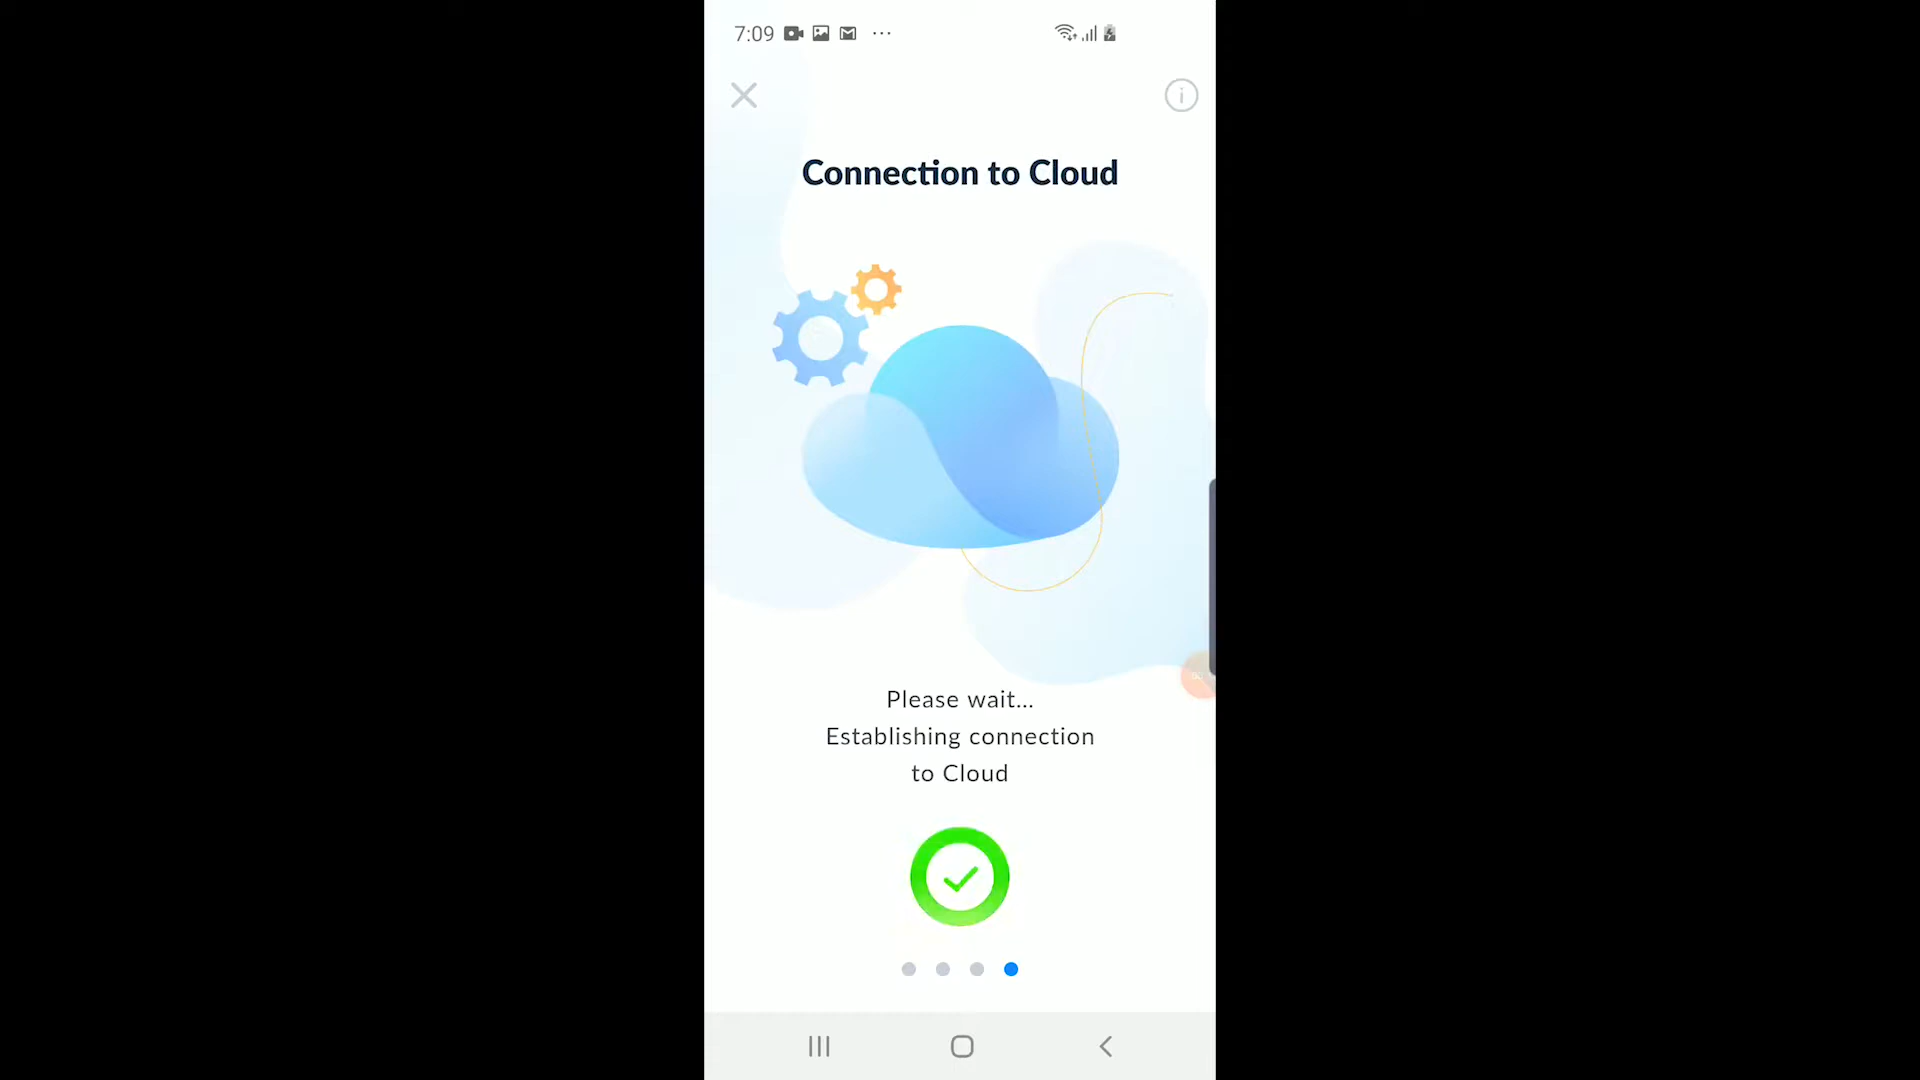 7:09
Connection to Cloud
Please wait...
Establishing connection
to Cloud